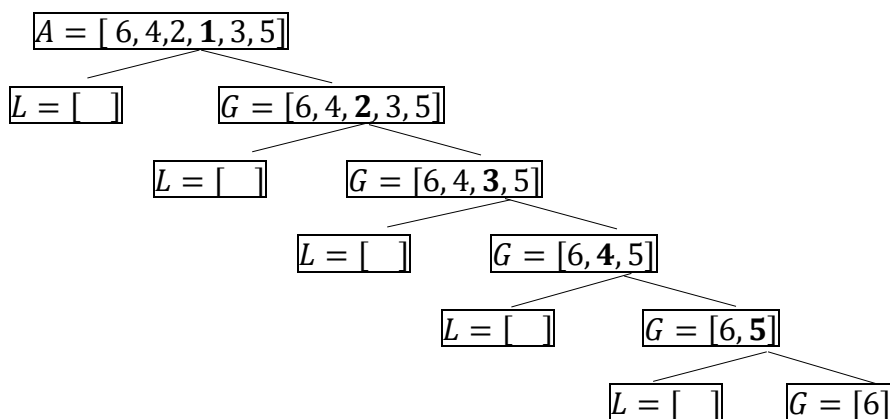 A = [ 6, 4,2, 1, 3, 5]
L = [   ] G = [6, 4, 2, 3, 5]
L = [   ] G = [6, 4, 3, 5]
L = [   ] G = [6, 4, 5]
L = [   ] G = [6, 5]
L = [   ] G = [6]